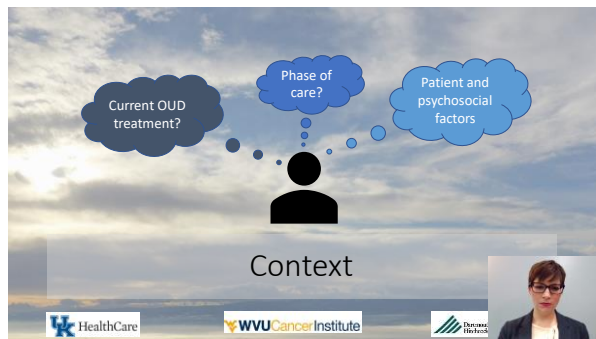 Current OUD
treatment?
Phase of
care?
Patient and
psychosocial
factors
Context
UK HealthCare
WVUCancerInstitute